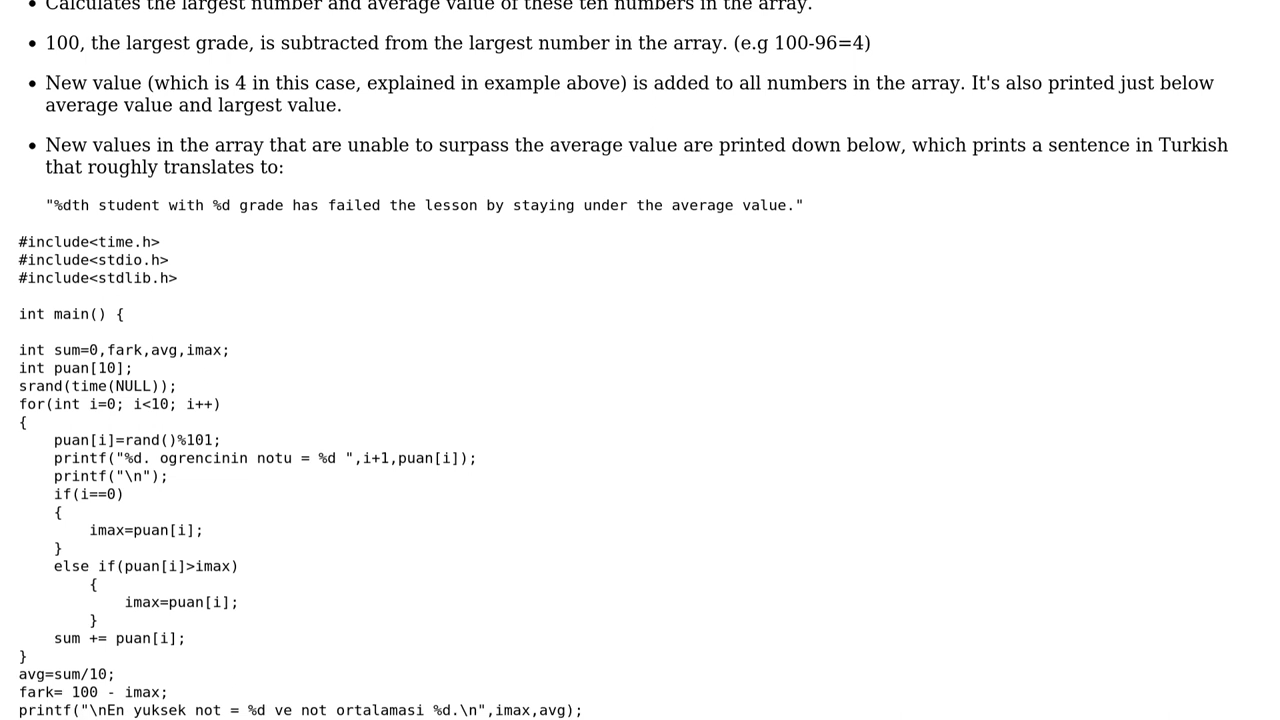 • Calculates the largest number and average value of these ten numbers in the array.
• 100, the largest grade, is subtracted from the largest number in the array. (e.g 100-96=4)
• New value (which is 4 in this case, explained in example above) is added to all numbers in the array. It's also printed just below
average value and largest value.
• New values in the array that are unable to surpass the average value are printed down below, which prints a sentence in Turkish
that roughly translates to:
"%dth student with %d grade has failed the lesson by staying under the average value."
#include<time.h>
#include<stdio.h>
#include<stdlib.h>
int main() {
int sum=0,fark,avg,imax;
int puan[10];
srand(time(NULL));
for(int i=0; i<10; i++)
{
    puan[i]=rand()%101;
    printf("%d. ogrencinin notu = %d ",i+1,puan[i]);
    printf("\n");
    if(i==0)
    {
        imax=puan[i];
    }
    else if(puan[i]>imax)
        {
            imax=puan[i];
        }
    sum += puan[i];
}
avg=sum/10;
fark= 100 - imax;
printf("\nEn yuksek not = %d ve not ortalamasi %d.\n",imax,avg);